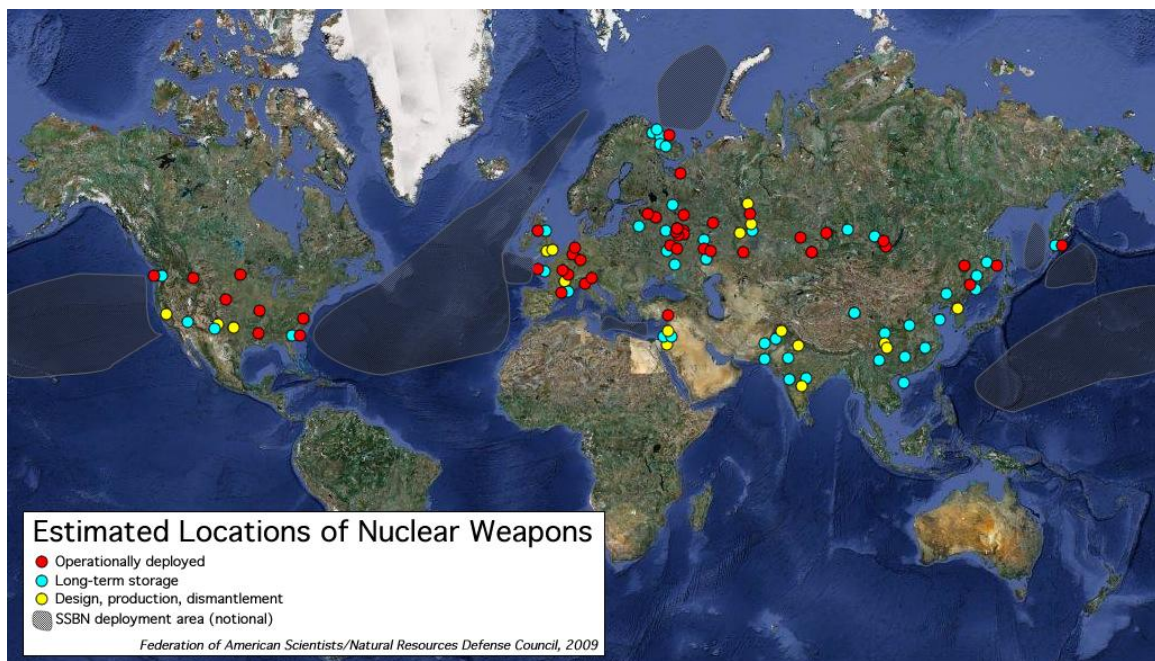 Estimated Locations of Nuclear Weapons
Operationally deployed
Long-term storage
Design, production, dismantlement
SSBN deployment area (notional)
Federation of American Scientists/Natural Resources Defense Council, 2009